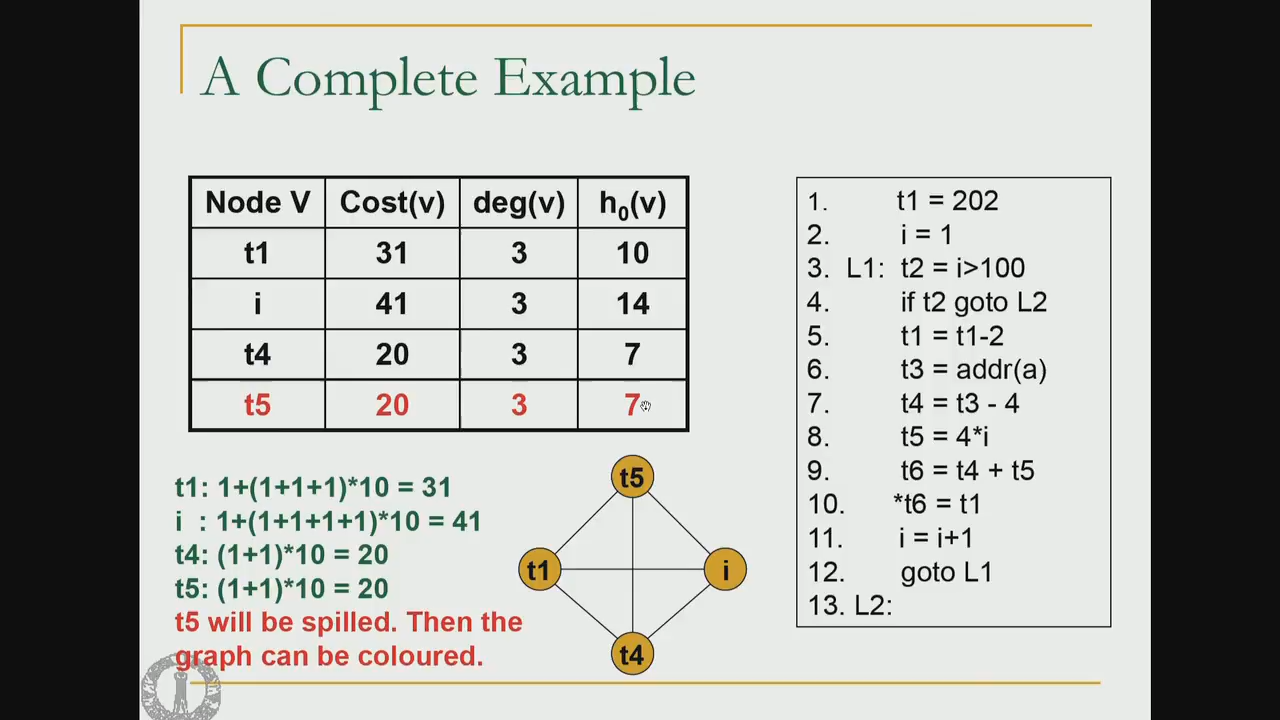 A Complete Example
Node V Cost(v) deg(v) h0(v)
t1 31 3 10
i 41 3 14
t4 20 3 7
t5 20 3 7
t1: 1+(1+1+1)*10 = 31
i : 1+(1+1+1+1)*10 = 41
t4: (1+1)*10 = 20
t5: (1+1)*10 = 20
t5 will be spilled. Then the
graph can be coloured.
t5
t1
i
t4
1. t1 = 202
2. i = 1
3. L1: t2 = i>100
4. if t2 goto L2
5. t1 = t1-2
6. t3 = addr(a)
7. t4 = t3 - 4
8. t5 = 4*i
9. t6 = t4 + t5
10. *t6 = t1
11. i = i+1
12. goto L1
13. L2: